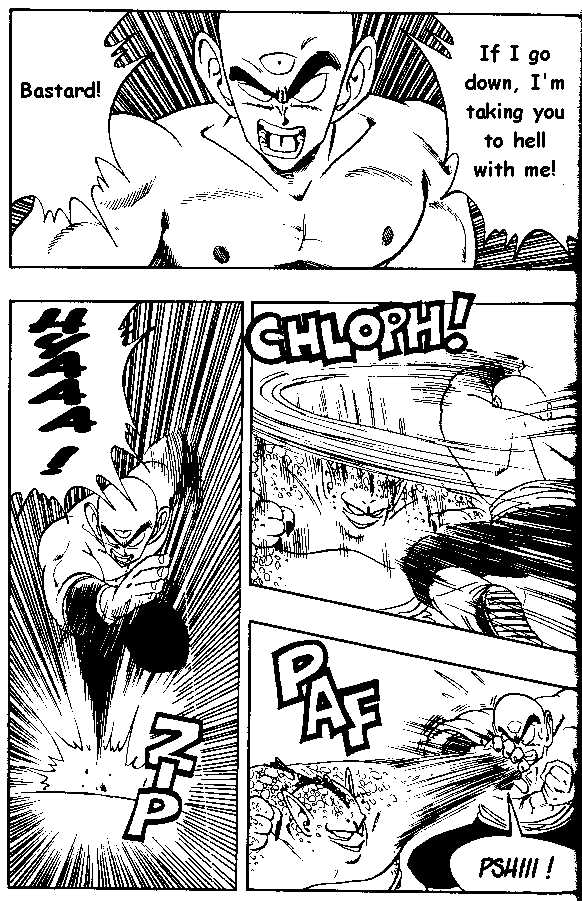 Bastard!
If I go
down, I'm
taking you
to hell
with me!
HYAAA!
ZIP
CHLOPH!
PAF
PSHIII!